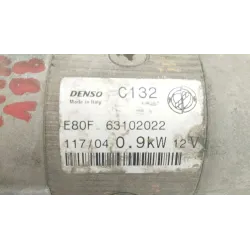 DENSO C132
Made in Italy
E80F 63102022
117/04 0.9kW 12V